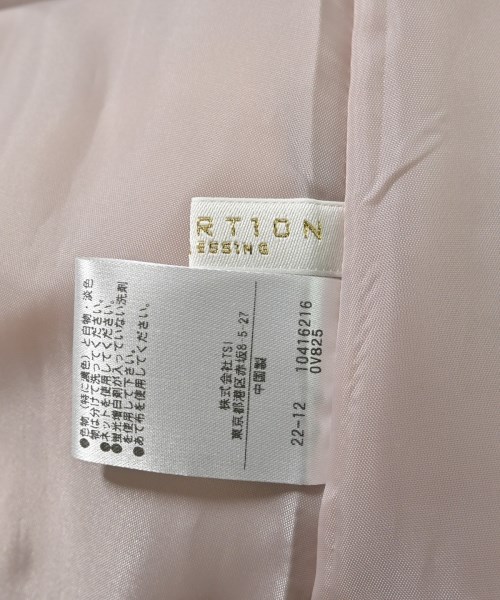 RTION
ESSING
●色物（特に濃色）と白物・淡色
物は分けて洗ってください。
●ネットを使用してください。
●蛍光増白剤が入っていない洗剤
を使用して下さい。
●あて布を使用してください。
株式会社TSI
東京都港区赤坂8-5-27
中国製
22-12 10416216
0V825